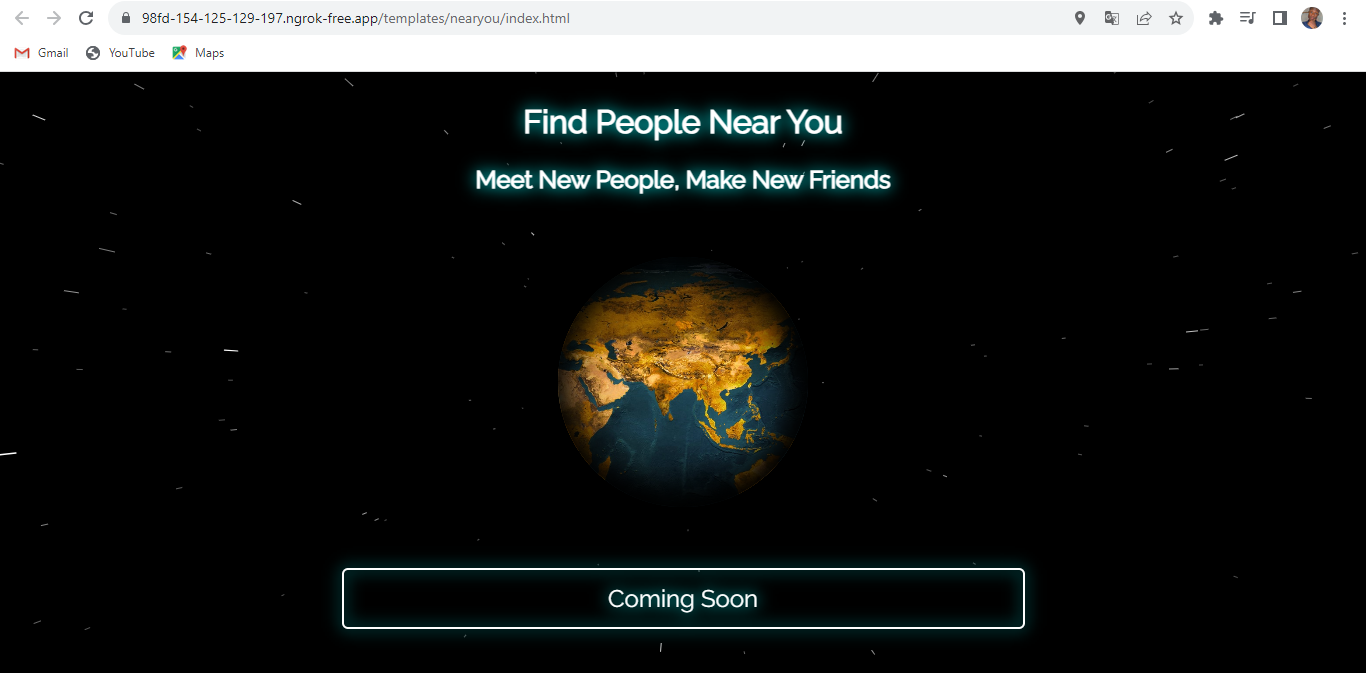 98fd-154-125-129-197.ngrok-free.app/templates/nearyou/index.html
Gmail YouTube Maps
Find People Near You
Meet New People, Make New Friends
Coming Soon